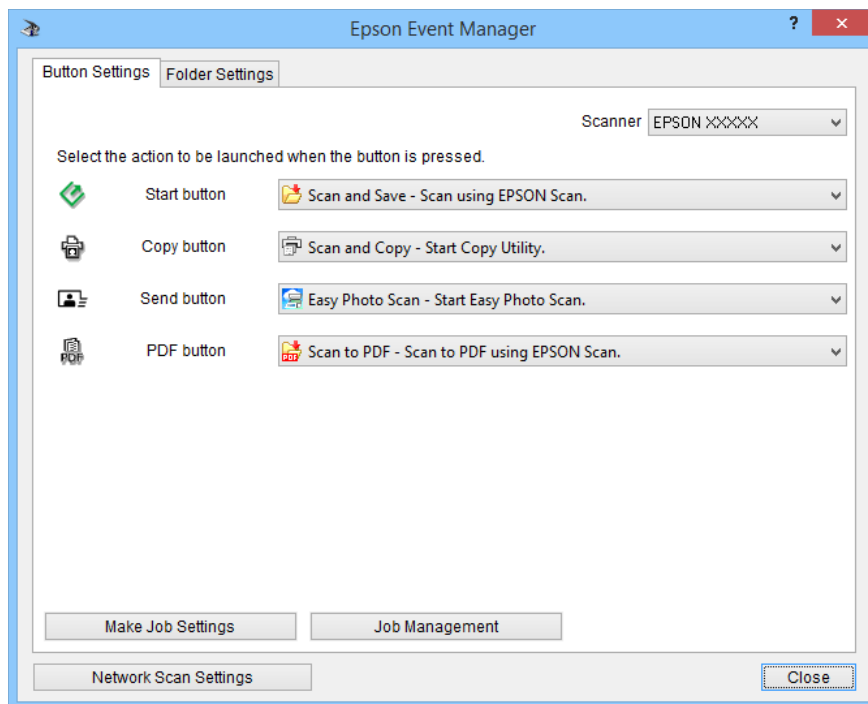 Epson Event Manager
?
Button Settings
Folder Settings
Scanner EPSON XXXXX
Select the action to be launched when the button is pressed.
Start button Scan and Save - Scan using EPSON Scan.
Copy button Scan and Copy - Start Copy Utility.
Send button Easy Photo Scan - Start Easy Photo Scan.
PDF PDF button PDF Scan to PDF - Scan to PDF using EPSON Scan.
Make Job Settings
Job Management
Network Scan Settings
Close